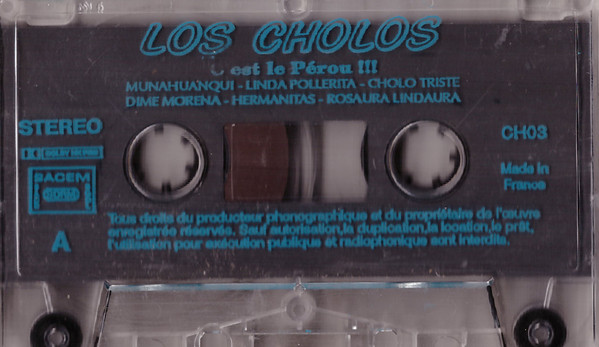 LOS CHOLOS
C'est le Pérou !!!
MUNAHUANQUI - LINDA POLLERITA - CHOLO TRISTE
DIME MORENA - HERMANITAS - ROSAURA LINDAURA
STEREO
CH03
DOLBY
SACEM
SDRM
Made in
France
A
Tous droits du producteur phonographique et du propriétaire de l'œuvre
enregistrée réservés. Sauf autorisation,la duplication,la location,le prêt,
l'utilisation pour exécution publique et radiophonique sont interdits.